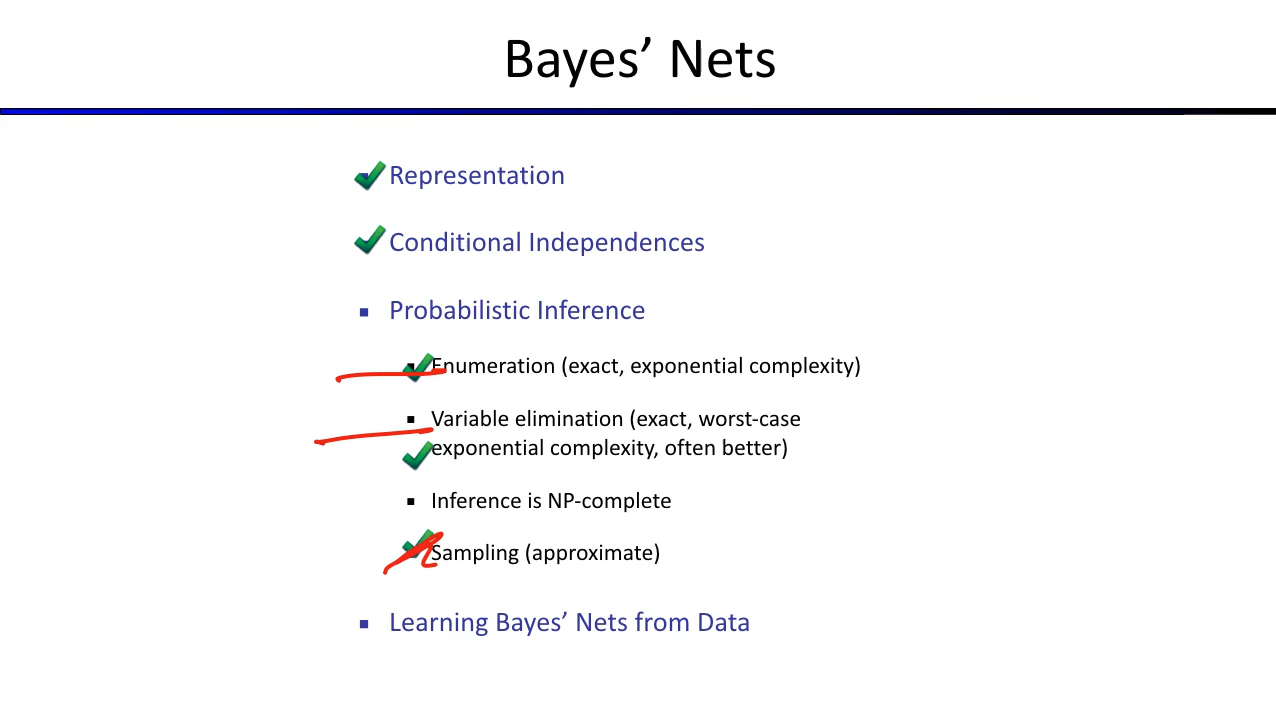 Bayes’ Nets
Representation
Conditional Independences
Probabilistic Inference
Enumeration (exact, exponential complexity)
Variable elimination (exact, worst-case
exponential complexity, often better)
Inference is NP-complete
Sampling (approximate)
Learning Bayes’ Nets from Data